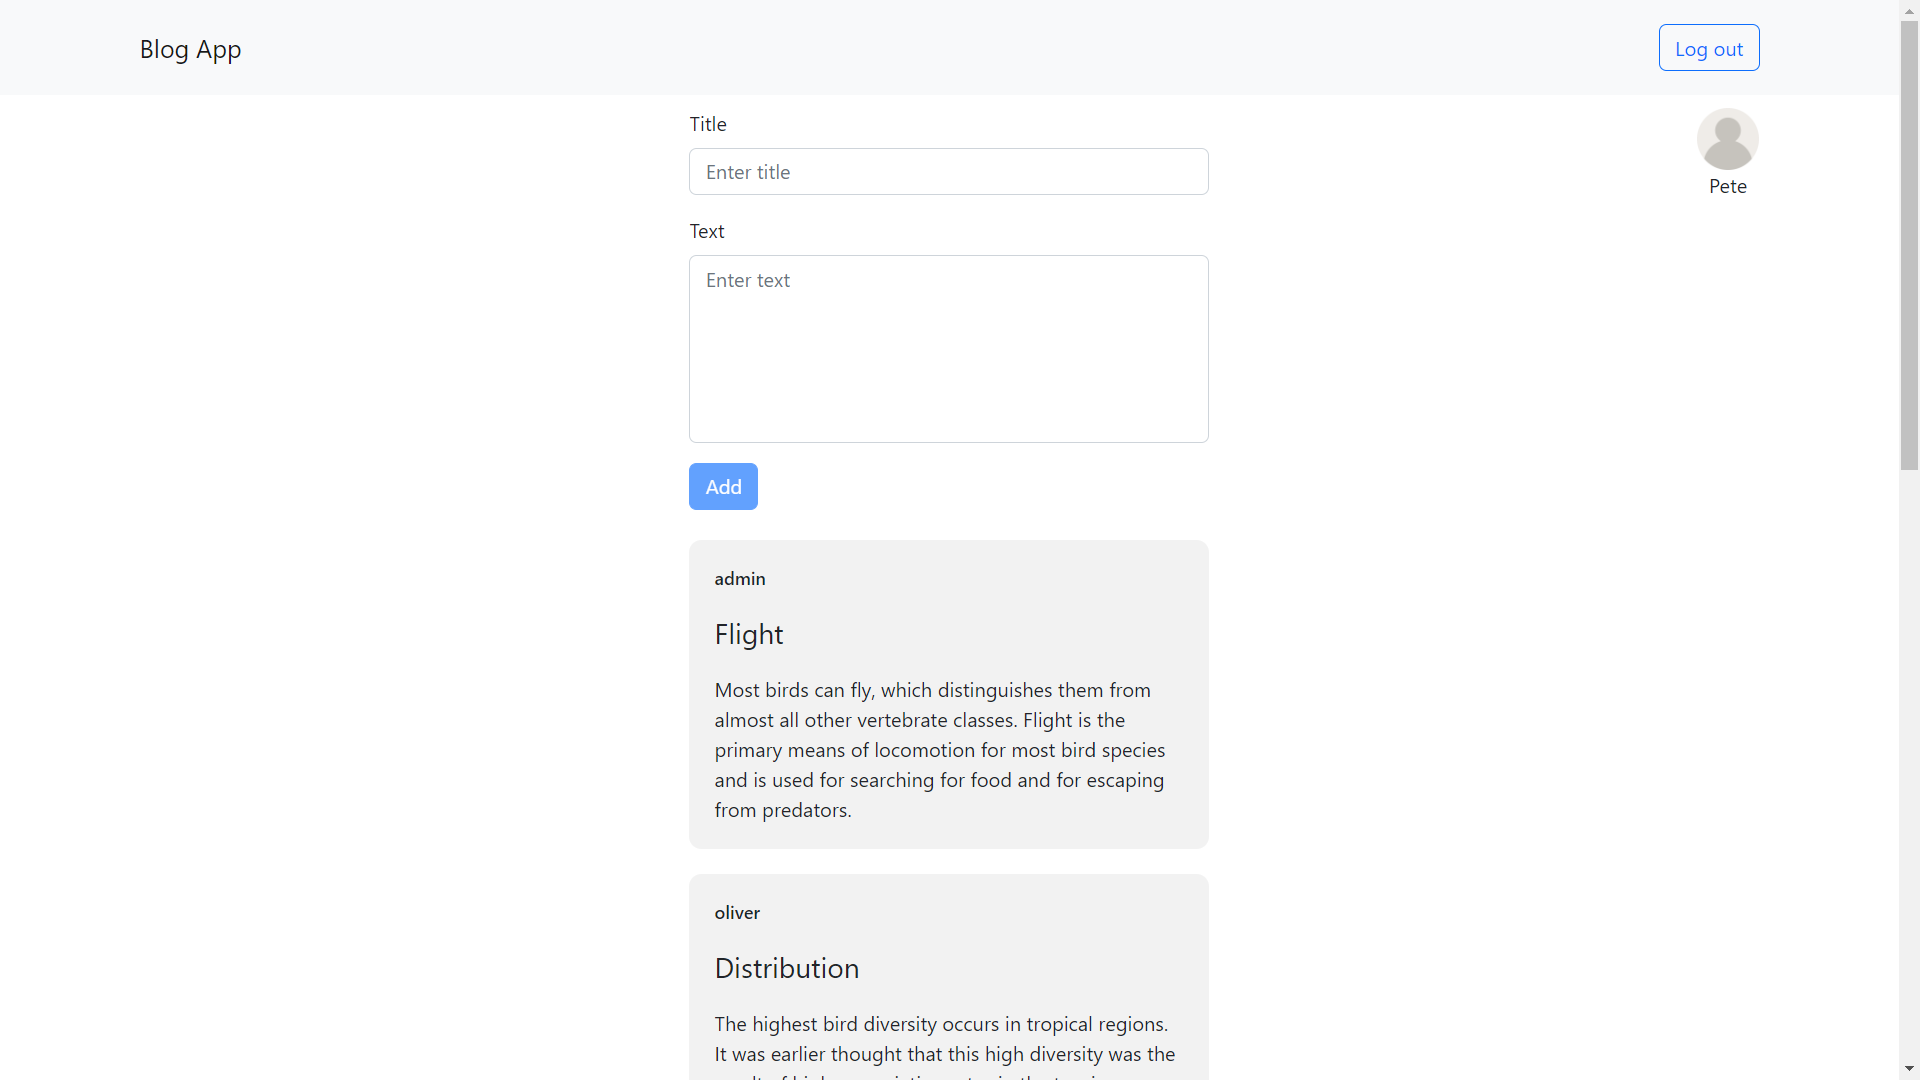 Blog App
Log out
Title
Enter title
Pete
Text
Enter text
Add
admin
Flight
Most birds can fly, which distinguishes them from
almost all other vertebrate classes. Flight is the
primary means of locomotion for most bird species
and is used for searching for food and for escaping
from predators.
oliver
Distribution
The highest bird diversity occurs in tropical regions.
It was earlier thought that this high diversity was the